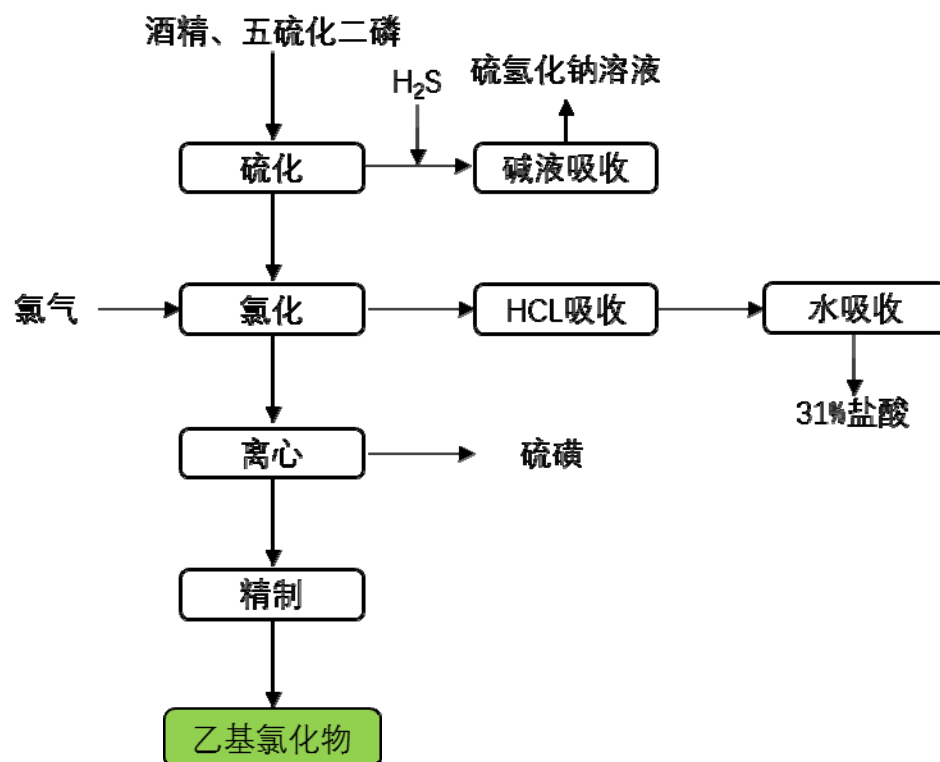 酒精、五硫化二磷
H₂S
硫氢化钠溶液
硫化
碱液吸收
氯气
氯化
HCL吸收
水吸收
31%盐酸
离心
硫磺
精制
乙基氯化物